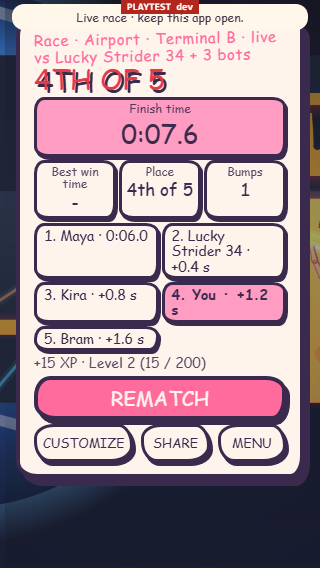 PLAYTEST dev
Live race · keep this app open.
Race · Airport · Terminal B · live
vs Lucky Strider 34 + 3 bots
4TH OF 5
Finish time
0:07.6
Best win
time
-
Place
4th of 5
Bumps
1
1. Maya · 0:06.0
2. Lucky
Strider 34 ·
+0.4 s
3. Kira · +0.8 s
4. You · +1.2
s
5. Bram · +1.6 s
+15 XP · Level 2 (15 / 200)
REMATCH
CUSTOMIZE
SHARE
MENU